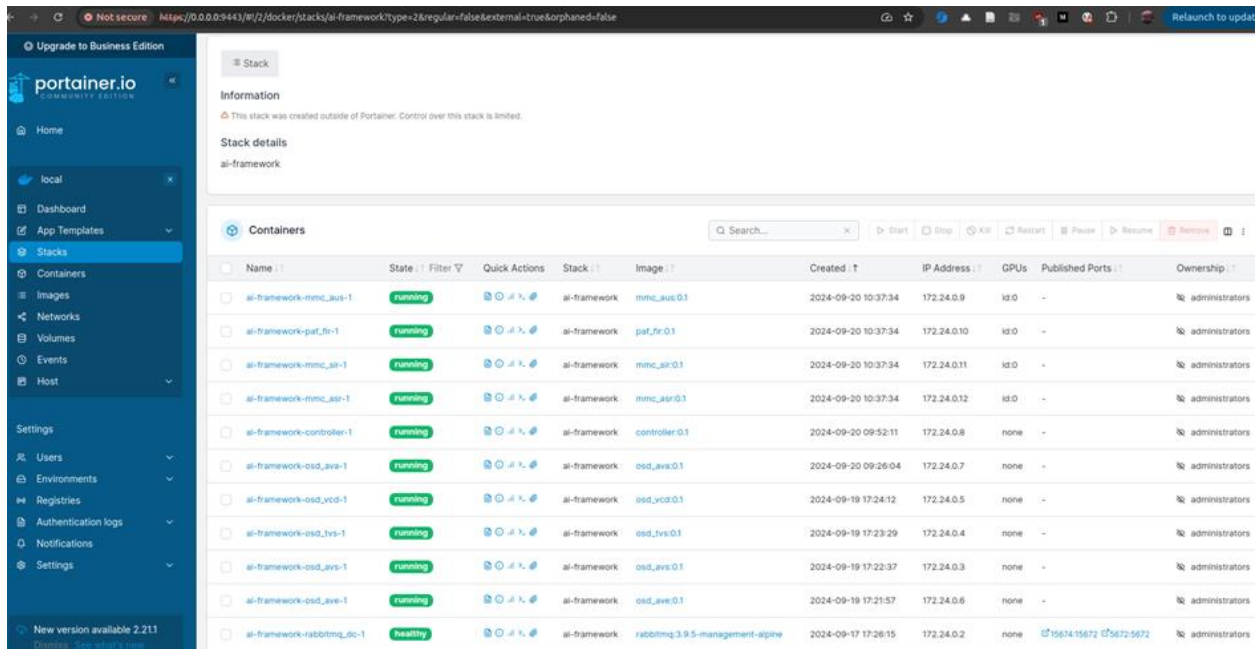 Not secure https://0.0.0.0:9443/#!/2/docker/stacks/ai-framework?type=2&regular=false&external=true&orphaned=false Relaunch to updat
Upgrade to Business Edition
portainer.io
COMMUNITY EDITION
Home
local
Dashboard
App Templates
Stacks
Containers
Images
Networks
Volumes
Events
Host
Settings
Users
Environments
Registries
Authentication logs
Notifications
Settings
New version available 2.21.1
Dismiss See what's new
Stack
Information
This stack was created outside of Portainer. Control over this stack is limited.
Stack details
ai-framework
Containers Search... Start Stop Kill Restart Pause Resume Remove
Name State Filter Quick Actions Stack Image Created IP Address GPUs Published Ports Ownership
ai-framework-mmc_aus-1 running ai-framework mmc_aus:0.1 2024-09-20 10:37:34 172.24.0.9 id:0 - administrators
ai-framework-paf_fir-1 running ai-framework paf_fir:0.1 2024-09-20 10:37:34 172.24.0.10 id:0 - administrators
ai-framework-mmc_sir-1 running ai-framework mmc_sir:0.1 2024-09-20 10:37:34 172.24.0.11 id:0 - administrators
ai-framework-mmc_asr-1 running ai-framework mmc_asr:0.1 2024-09-20 10:37:34 172.24.0.12 id:0 - administrators
ai-framework-controller-1 running ai-framework controller:0.1 2024-09-20 09:52:11 172.24.0.8 none - administrators
ai-framework-osd_ava-1 running ai-framework osd_ava:0.1 2024-09-20 09:26:04 172.24.0.7 none - administrators
ai-framework-osd_vcd-1 running ai-framework osd_vcd:0.1 2024-09-19 17:24:12 172.24.0.5 none - administrators
ai-framework-osd_tvs-1 running ai-framework osd_tvs:0.1 2024-09-19 17:23:29 172.24.0.4 none - administrators
ai-framework-osd_avs-1 running ai-framework osd_avs:0.1 2024-09-19 17:22:37 172.24.0.3 none - administrators
ai-framework-osd_ave-1 running ai-framework osd_ave:0.1 2024-09-19 17:21:57 172.24.0.6 none - administrators
ai-framework-rabbitmq_dc-1 healthy ai-framework rabbitmq:3.9.5-management-alpine 2024-09-17 17:26:15 172.24.0.2 none 15674:15672 5672:5672 administrators